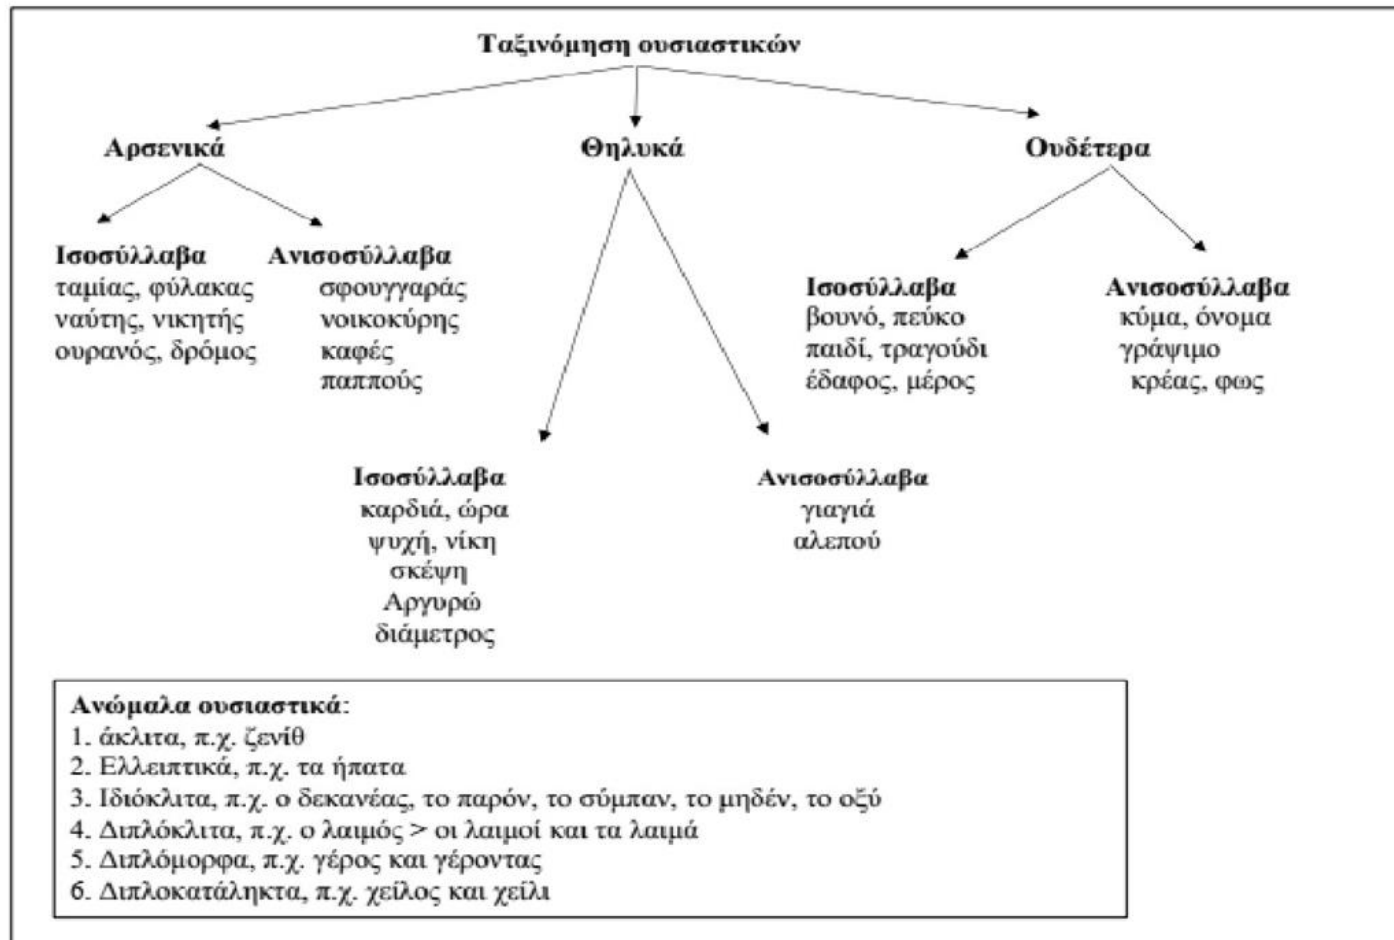 Ταξινόμηση ουσιαστικών
Αρσενικά
Θηλυκά
Ουδέτερα
Ισοσύλλαβα
ταμίας, φύλακας
ναύτης, νικητής
ουρανός, δρόμος
Ανισοσύλλαβα
σφουγγαράς
νοικοκύρης
καφές
παππούς
Ισοσύλλαβα
καρδιά, ώρα
ψυχή, νίκη
σκέψη
Αργυρώ
διάμετρος
Ανισοσύλλαβα
γιαγιά
αλεπού
Ισοσύλλαβα
βουνό, πεύκο
παιδί, τραγούδι
έδαφος, μέρος
Ανισοσύλλαβα
κύμα, όνομα
γράψιμο
κρέας, φως
Ανώμαλα ουσιαστικά:
1. άκλιτα, π.χ. ζενίθ
2. Ελλειπτικά, π.χ. τα ήπατα
3. Ιδιόκλιτα, π.χ. ο δεκανέας, το παρόν, το σύμπαν, το μηδέν, το οξύ
4. Διπλόκλιτα, π.χ. ο λαιμός > οι λαιμοί και τα λαιμά
5. Διπλόμορφα, π.χ. γέρος και γέροντας
6. Διπλοκατάληκτα, π.χ. χείλος και χείλι